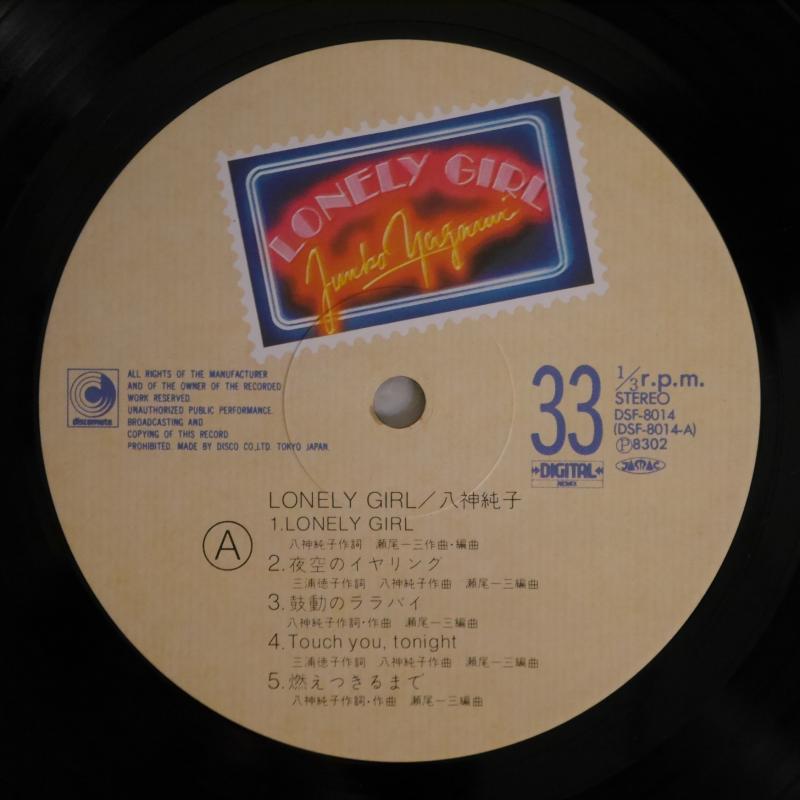 LONELY GIRL
Junko Yagami
discomate
ALL RIGHTS OF THE MANUFACTURER
AND OF THE OWNER OF THE RECORDED
WORK RESERVED.
UNAUTHORIZED PUBLIC PERFORMANCE.
BROADCASTING AND
COPYING OF THIS RECORD
PROHIBITED. MADE BY DISCO CO.,LTD. TOKYO JAPAN.
33 1/3 r.p.m.
STEREO
DSF-8014
(DSF-8014-A)
Ⓟ8302
DIGITAL
REMIX
JASRAC
LONELY GIRL/八神純子
A
1.LONELY GIRL
八神純子作詞 瀬尾一三作曲・編曲
2.夜空のイヤリング
三浦徳子作詞 八神純子作曲 瀬尾一三編曲
3.鼓動のララバイ
八神純子作詞・作曲 瀬尾一三編曲
4.Touch you, tonight
三浦徳子作詞 八神純子作曲 瀬尾一三編曲
5.燃えつきるまで
八神純子作詞・作曲 瀬尾一三編曲